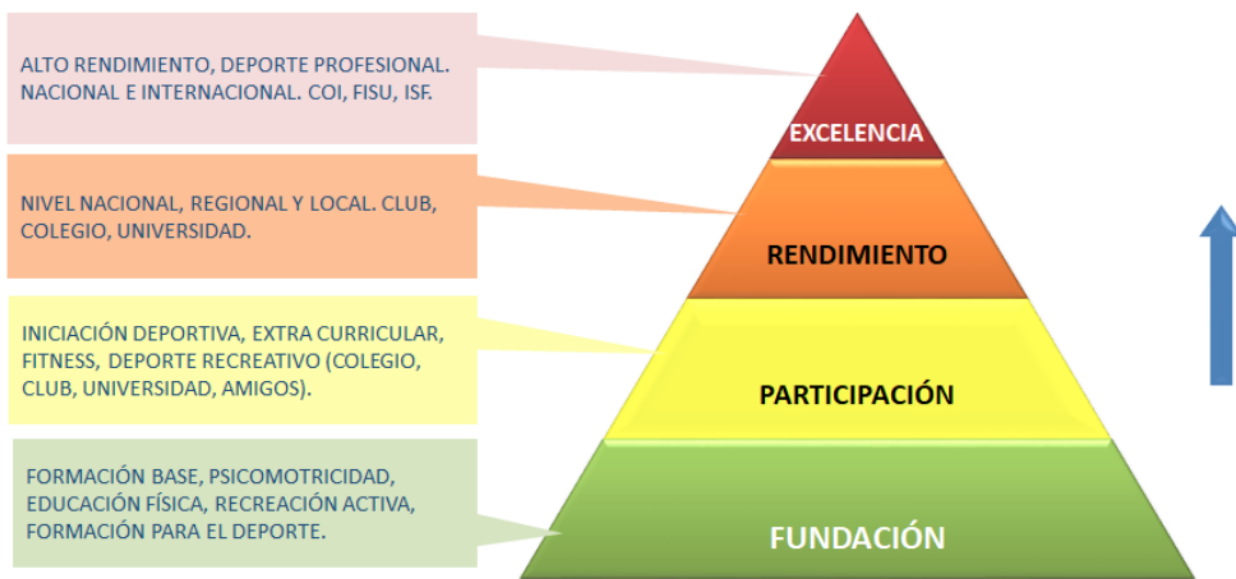 ALTO RENDIMIENTO, DEPORTE PROFESIONAL.
NACIONAL E INTERNACIONAL. COI, FISU, ISF.
EXCELENCIA
NIVEL NACIONAL, REGIONAL Y LOCAL. CLUB,
COLEGIO, UNIVERSIDAD.
RENDIMIENTO
INICIACIÓN DEPORTIVA, EXTRA CURRICULAR,
FITNESS, DEPORTE RECREATIVO (COLEGIO,
CLUB, UNIVERSIDAD, AMIGOS).
PARTICIPACIÓN
FORMACIÓN BASE, PSICOMOTRICIDAD,
EDUCACIÓN FÍSICA, RECREACIÓN ACTIVA,
FORMACIÓN PARA EL DEPORTE.
FUNDACIÓN